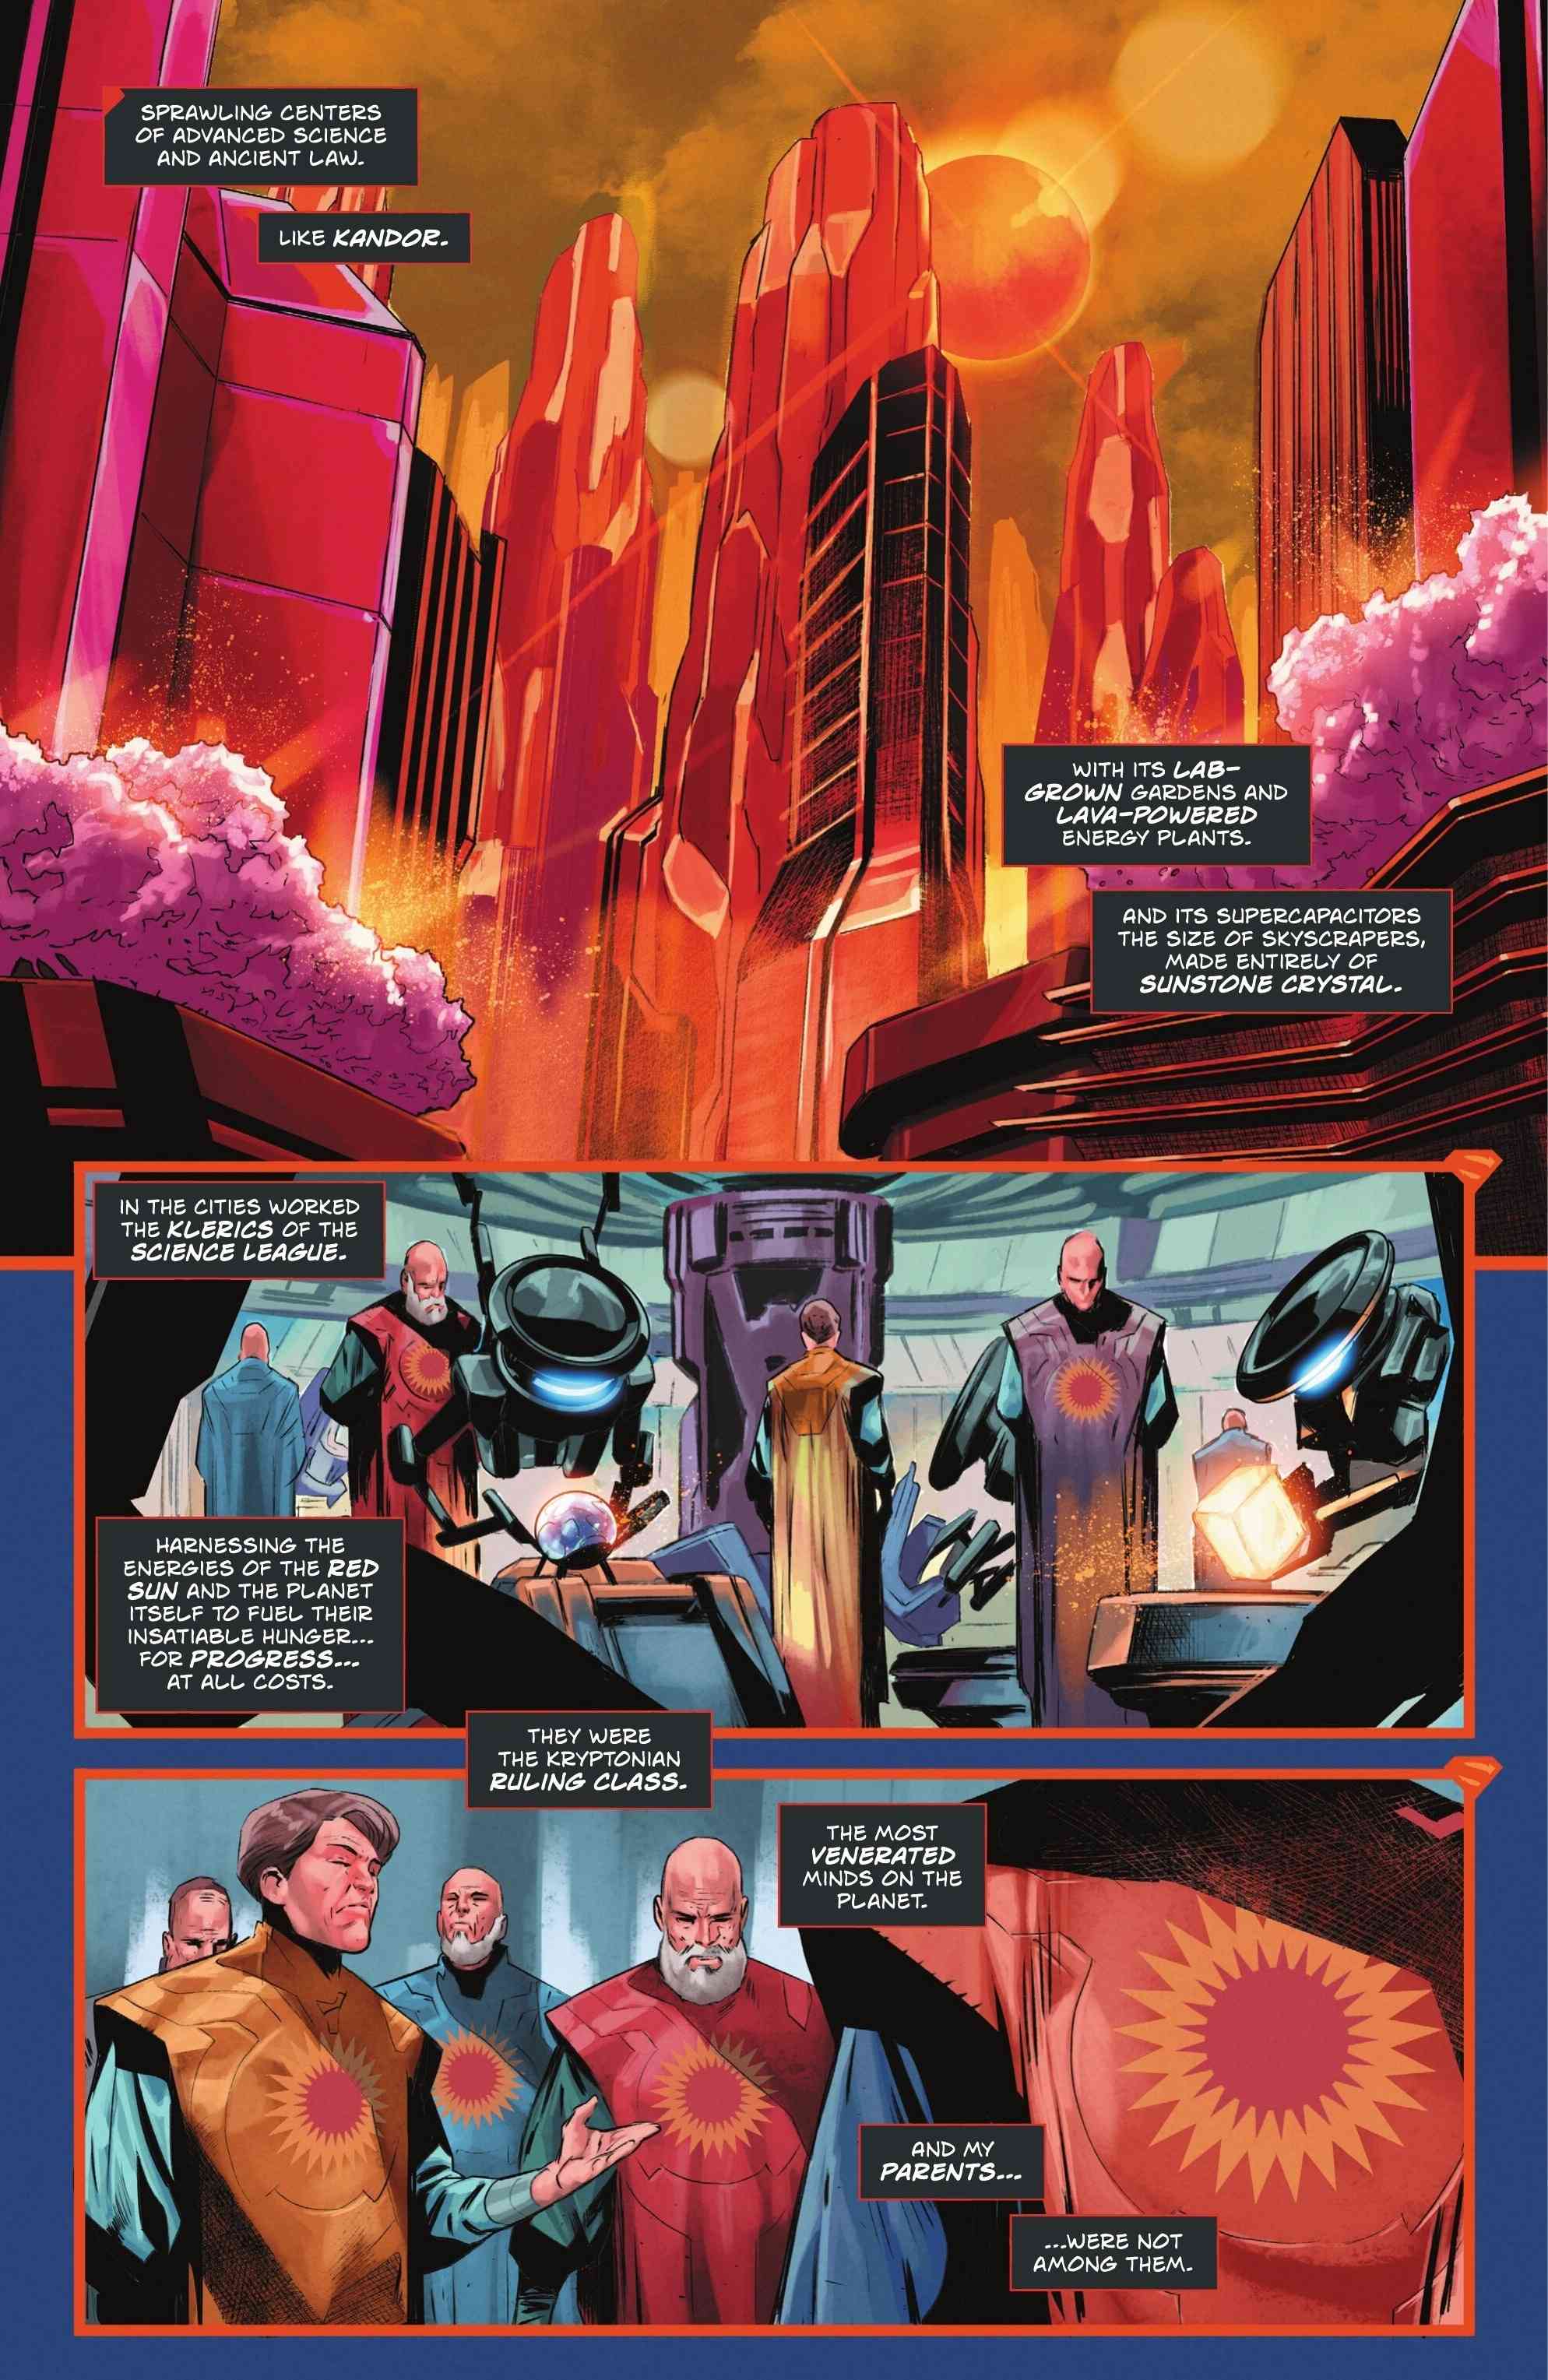 SPRAWLING CENTERS
OF ADVANCED SCIENCE
AND ANCIENT LAW.
LIKE KANDOR.
WITH ITS LAB-
GROWN GARDENS AND
LAVA-POWERED
ENERGY PLANTS.
AND ITS SUPERCAPACITORS
THE SIZE OF SKYSCRAPERS,
MADE ENTIRELY OF
SUNSTONE CRYSTAL.
IN THE CITIES WORKED
THE KLERICS OF THE
SCIENCE LEAGUE.
HARNESSING THE
ENERGIES OF THE RED
SUN AND THE PLANET
ITSELF TO FUEL THEIR
INSATIABLE HUNGER...
FOR PROGRESS...
AT ALL COSTS.
THEY WERE
THE KRYPTONIAN
RULING CLASS.
THE MOST
VENERATED
MINDS ON THE
PLANET.
AND MY
PARENTS...
...WERE NOT
AMONG THEM.